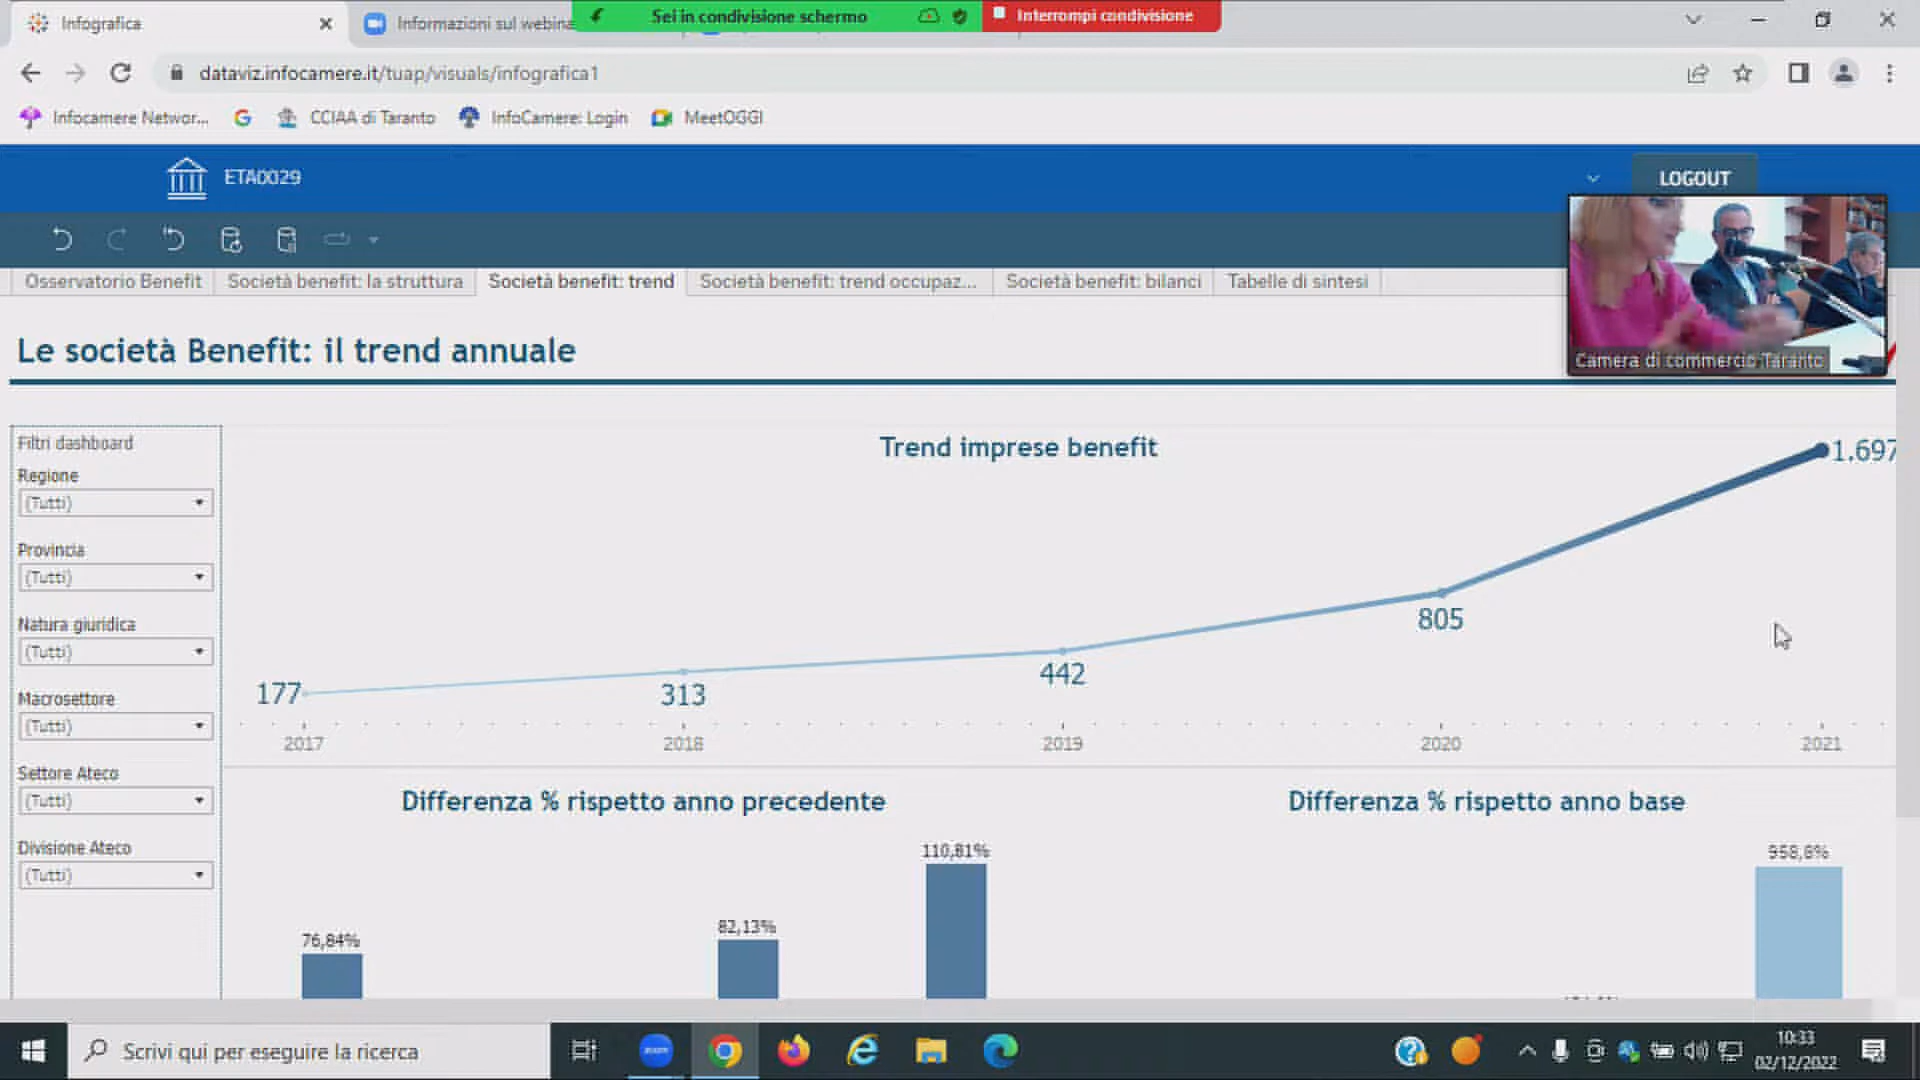 Infografica
Informazioni sul webina
Sei in condivisione schermo
Interrompi condivisione
dataviz.infocamere.it/tuap/visuals/infografica1
Infocamere Networ...
CCIAA di Taranto
InfoCamere: Login
MeetOGGI
ETA0029
LOGOUT
Osservatorio Benefit
Società benefit: la struttura
Società benefit: trend
Società benefit: trend occupaz...
Società benefit: bilanci
Tabelle di sintesi
Camera di commercio Taranto
Le società Benefit: il trend annuale
Filtri dashboard
Regione
(Tutti)
Provincia
(Tutti)
Natura giuridica
(Tutti)
Macrosettore
(Tutti)
Settore Ateco
(Tutti)
Divisione Ateco
(Tutti)
Trend imprese benefit
1.697
805
442
313
177
2017
2018
2019
2020
2021
Differenza % rispetto anno precedente
110,81%
82,13%
76,84%
Differenza % rispetto anno base
958,8%
Scrivi qui per eseguire la ricerca
zoom
10:33
02/12/2022